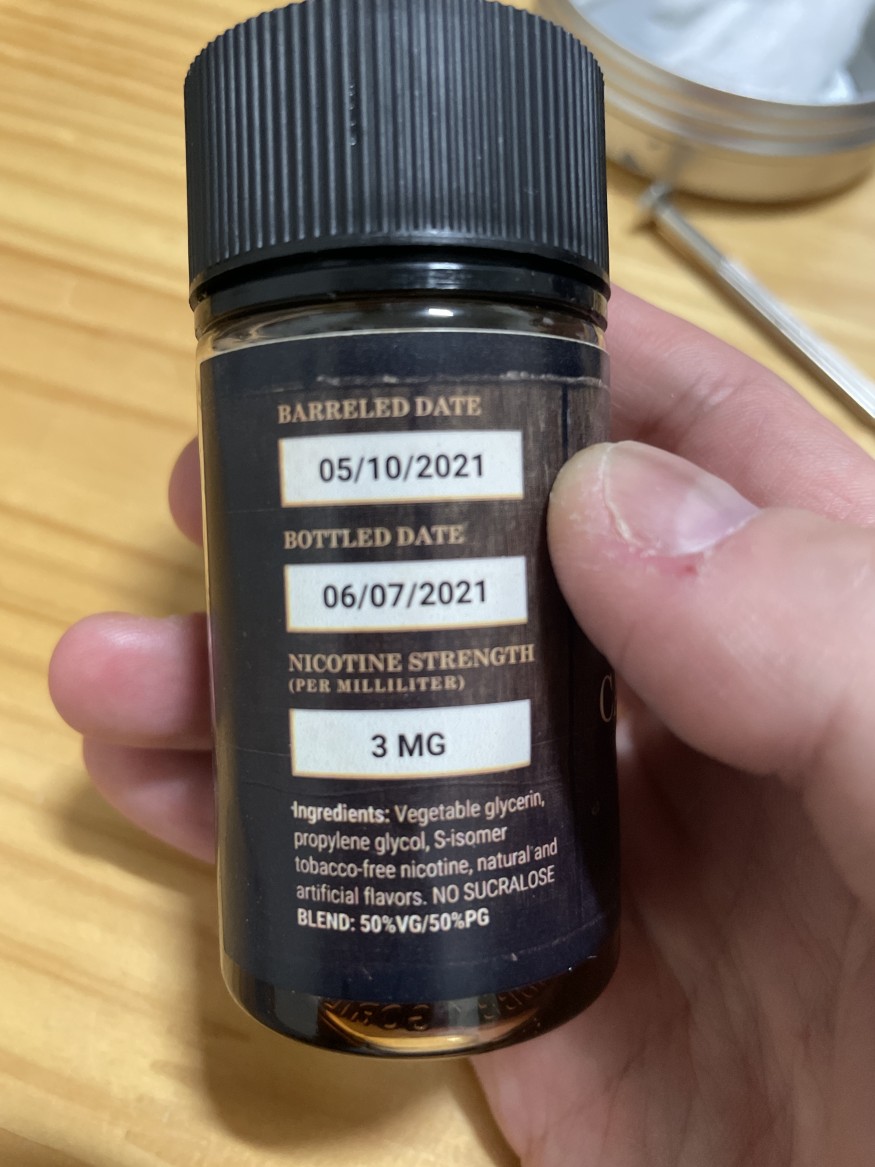 BARRELED DATE
05/10/2021
BOTTLED DATE
06/07/2021
NICOTINE STRENGTH
(PER MILLILITER)
3 MG
Ingredients: Vegetable glycerin,
propylene glycol, S-isomer
tobacco-free nicotine, natural and
artificial flavors. NO SUCRALOSE
BLEND: 50%VG/50%PG